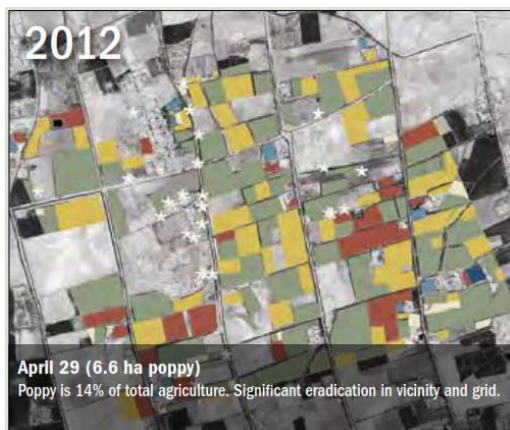 2012
April 29 (6.6 ha poppy)
Poppy is 14% of total agriculture. Significant eradication in vicinity and grid.